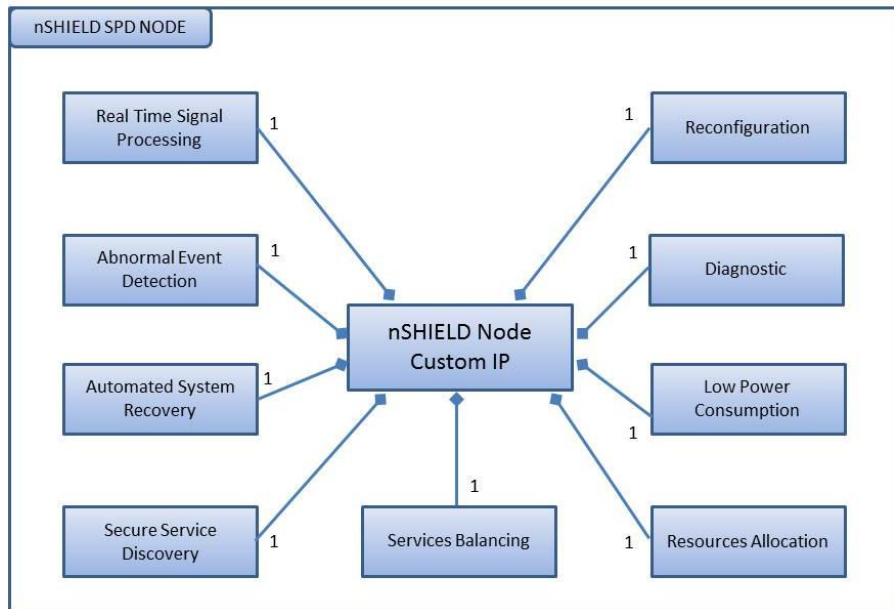 nSHIELD SPD NODE
Real Time Signal
Processing
1
1
Reconfiguration
Abnormal Event
Detection
1
1
Diagnostic
nSHIELD Node
Custom IP
Automated System
Recovery
1
1
Low Power
Consumption
Secure Service
Discovery
1
1
Services Balancing
1
Resources Allocation